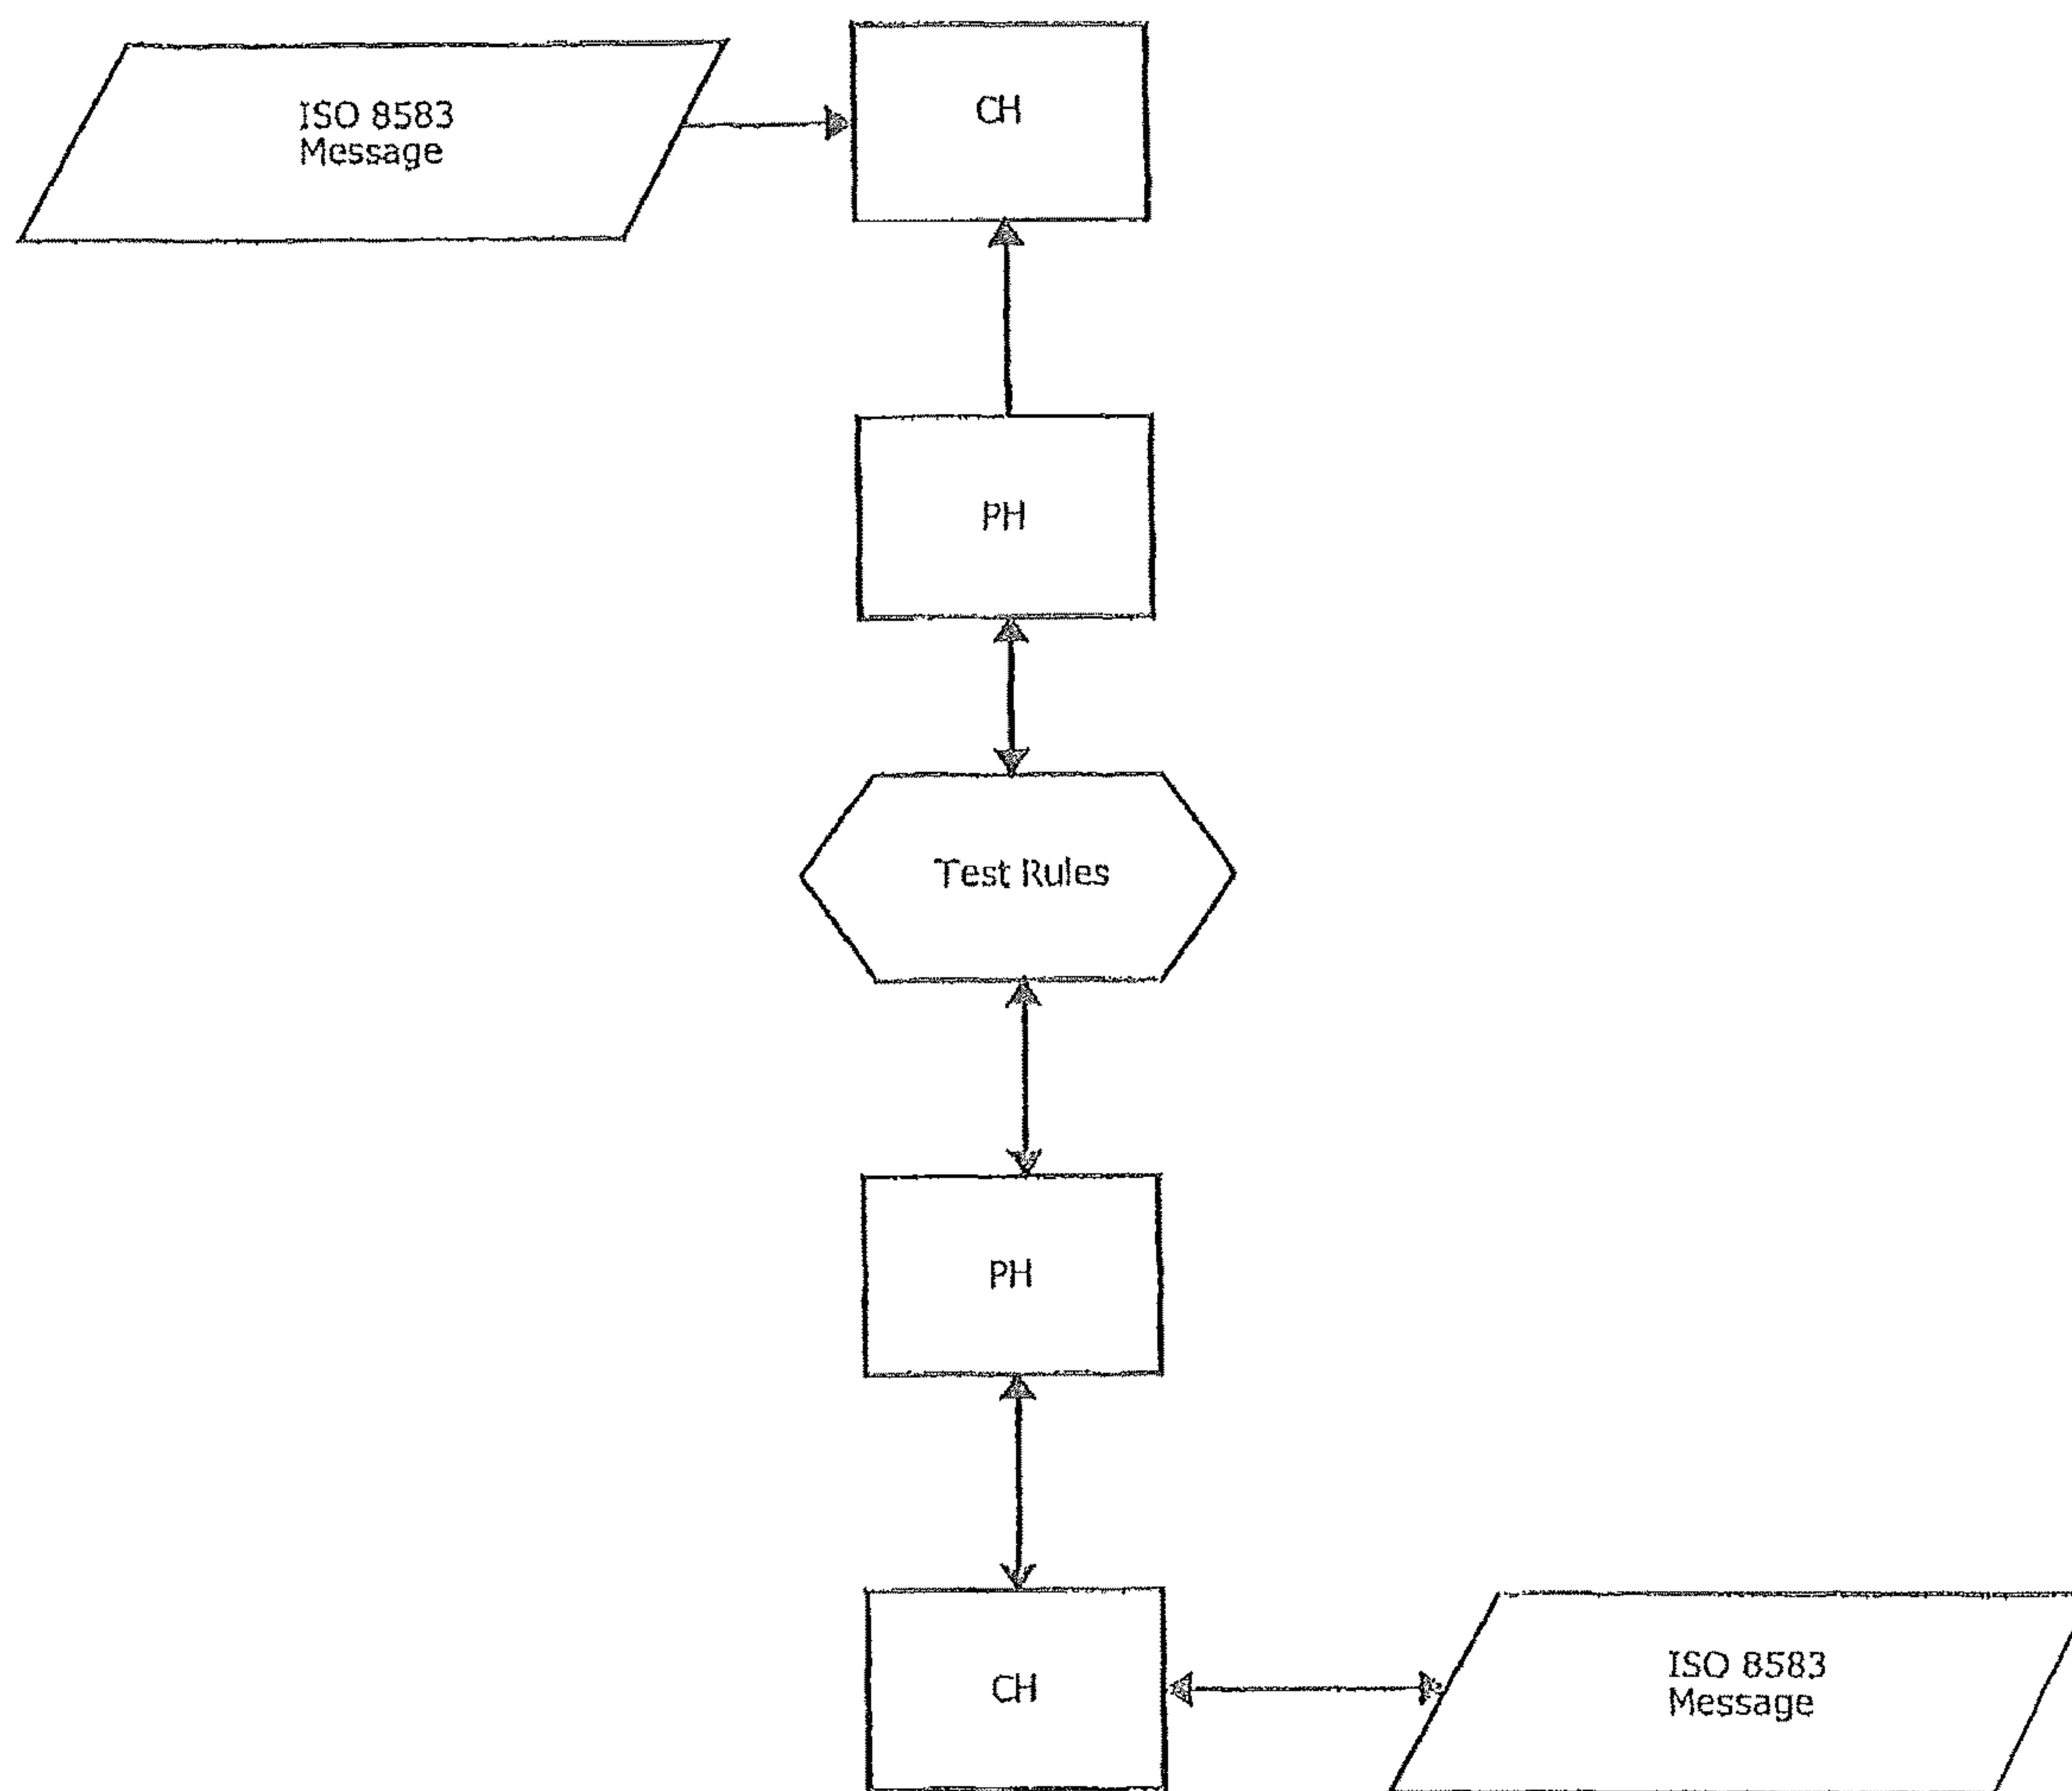 ISO 8583
Message
CH
PH
Test Rules
PH
CH
ISO 8583
Message